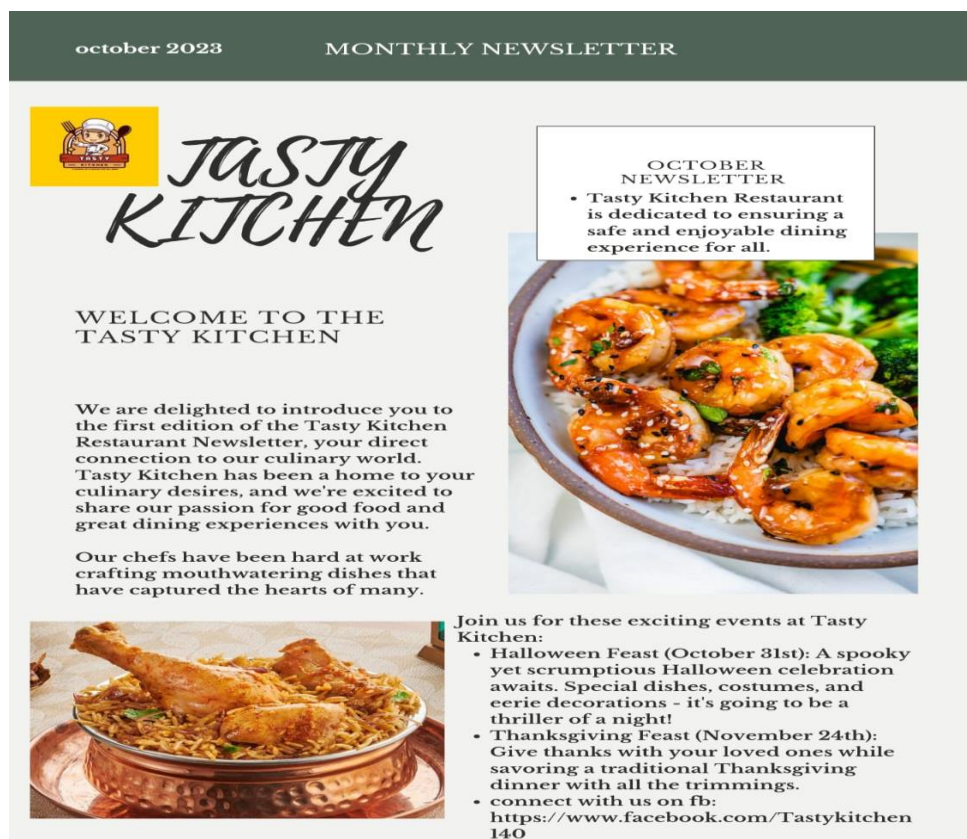 october 2023
MONTHLY NEWSLETTER
TASTY
KITCHEN
TASTY
KITCHEN
OCTOBER
NEWSLETTER
• Tasty Kitchen Restaurant
is dedicated to ensuring a
safe and enjoyable dining
experience for all.
WELCOME TO THE
TASTY KITCHEN
We are delighted to introduce you to
the first edition of the Tasty Kitchen
Restaurant Newsletter, your direct
connection to our culinary world.
Tasty Kitchen has been a home to your
culinary desires, and we're excited to
share our passion for good food and
great dining experiences with you.
Our chefs have been hard at work
crafting mouthwatering dishes that
have captured the hearts of many.
Join us for these exciting events at Tasty
Kitchen:
• Halloween Feast (October 31st): A spooky
yet scrumptious Halloween celebration
awaits. Special dishes, costumes, and
eerie decorations - it's going to be a
thriller of a night!
• Thanksgiving Feast (November 24th):
Give thanks with your loved ones while
savoring a traditional Thanksgiving
dinner with all the trimmings.
• connect with us on fb:
https://www.facebook.com/Tastykitchen
140